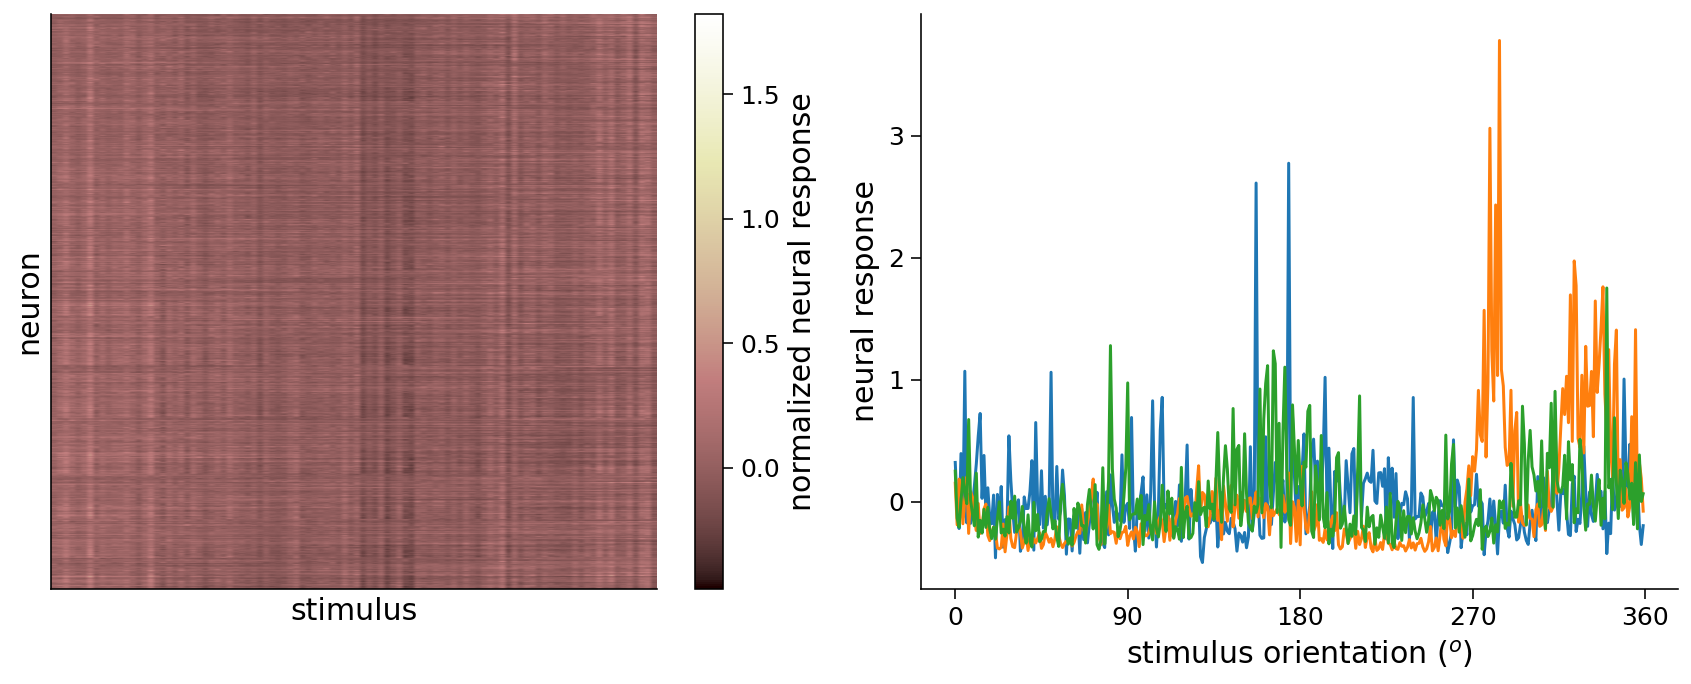 neuron
stimulus
1.5
1.0
0.5
0.0
normalized neural response
neural response
3
2
1
0
0 90 180 270 360
stimulus orientation (°)